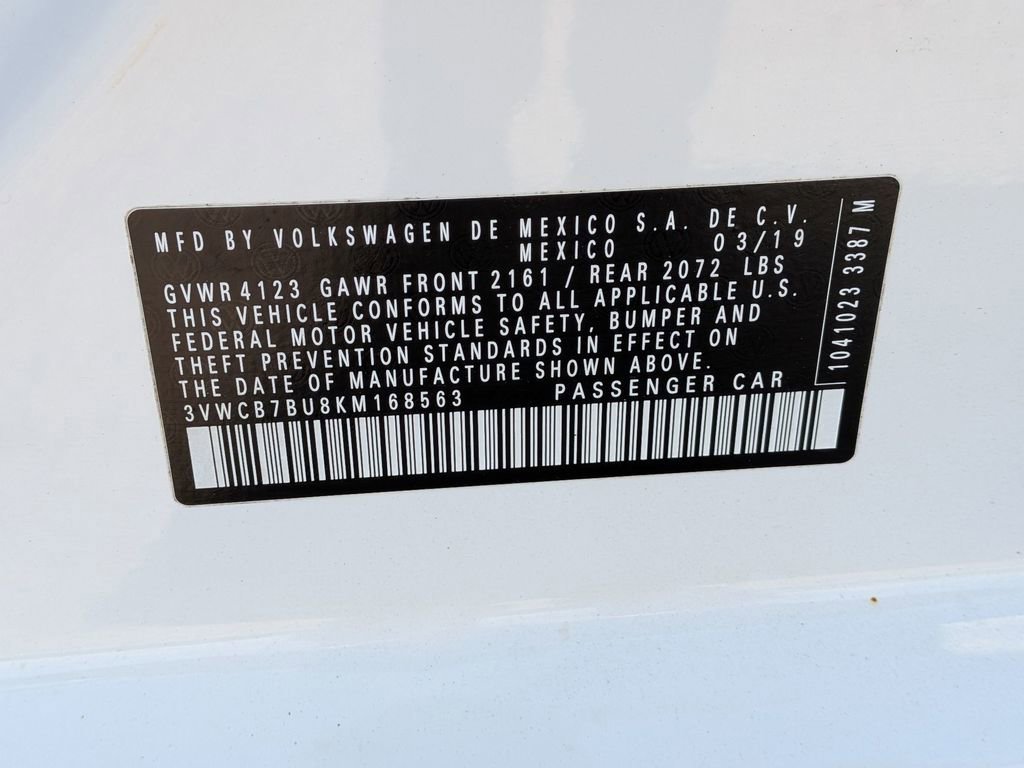 MFD BY VOLKSWAGEN DE MEXICO S.A. DE C.V.
MEXICO 03/19
GVWR 4123 GAWR FRONT 2161 / REAR 2072 LBS
THIS VEHICLE CONFORMS TO ALL APPLICABLE U.S.
FEDERAL MOTOR VEHICLE SAFETY, BUMPER AND
THEFT PREVENTION STANDARDS IN EFFECT ON
THE DATE OF MANUFACTURE SHOWN ABOVE.
3VWCB7BU8KM168563 PASSENGER CAR
1041023 3387 M